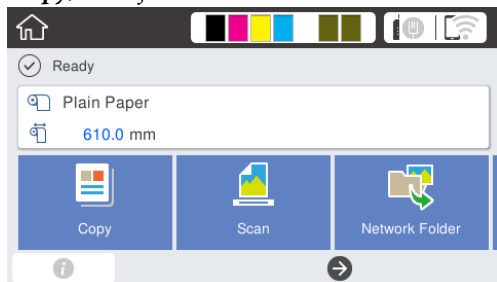 Ready
Plain Paper
610.0 mm
Copy
Scan
Network Folder
i